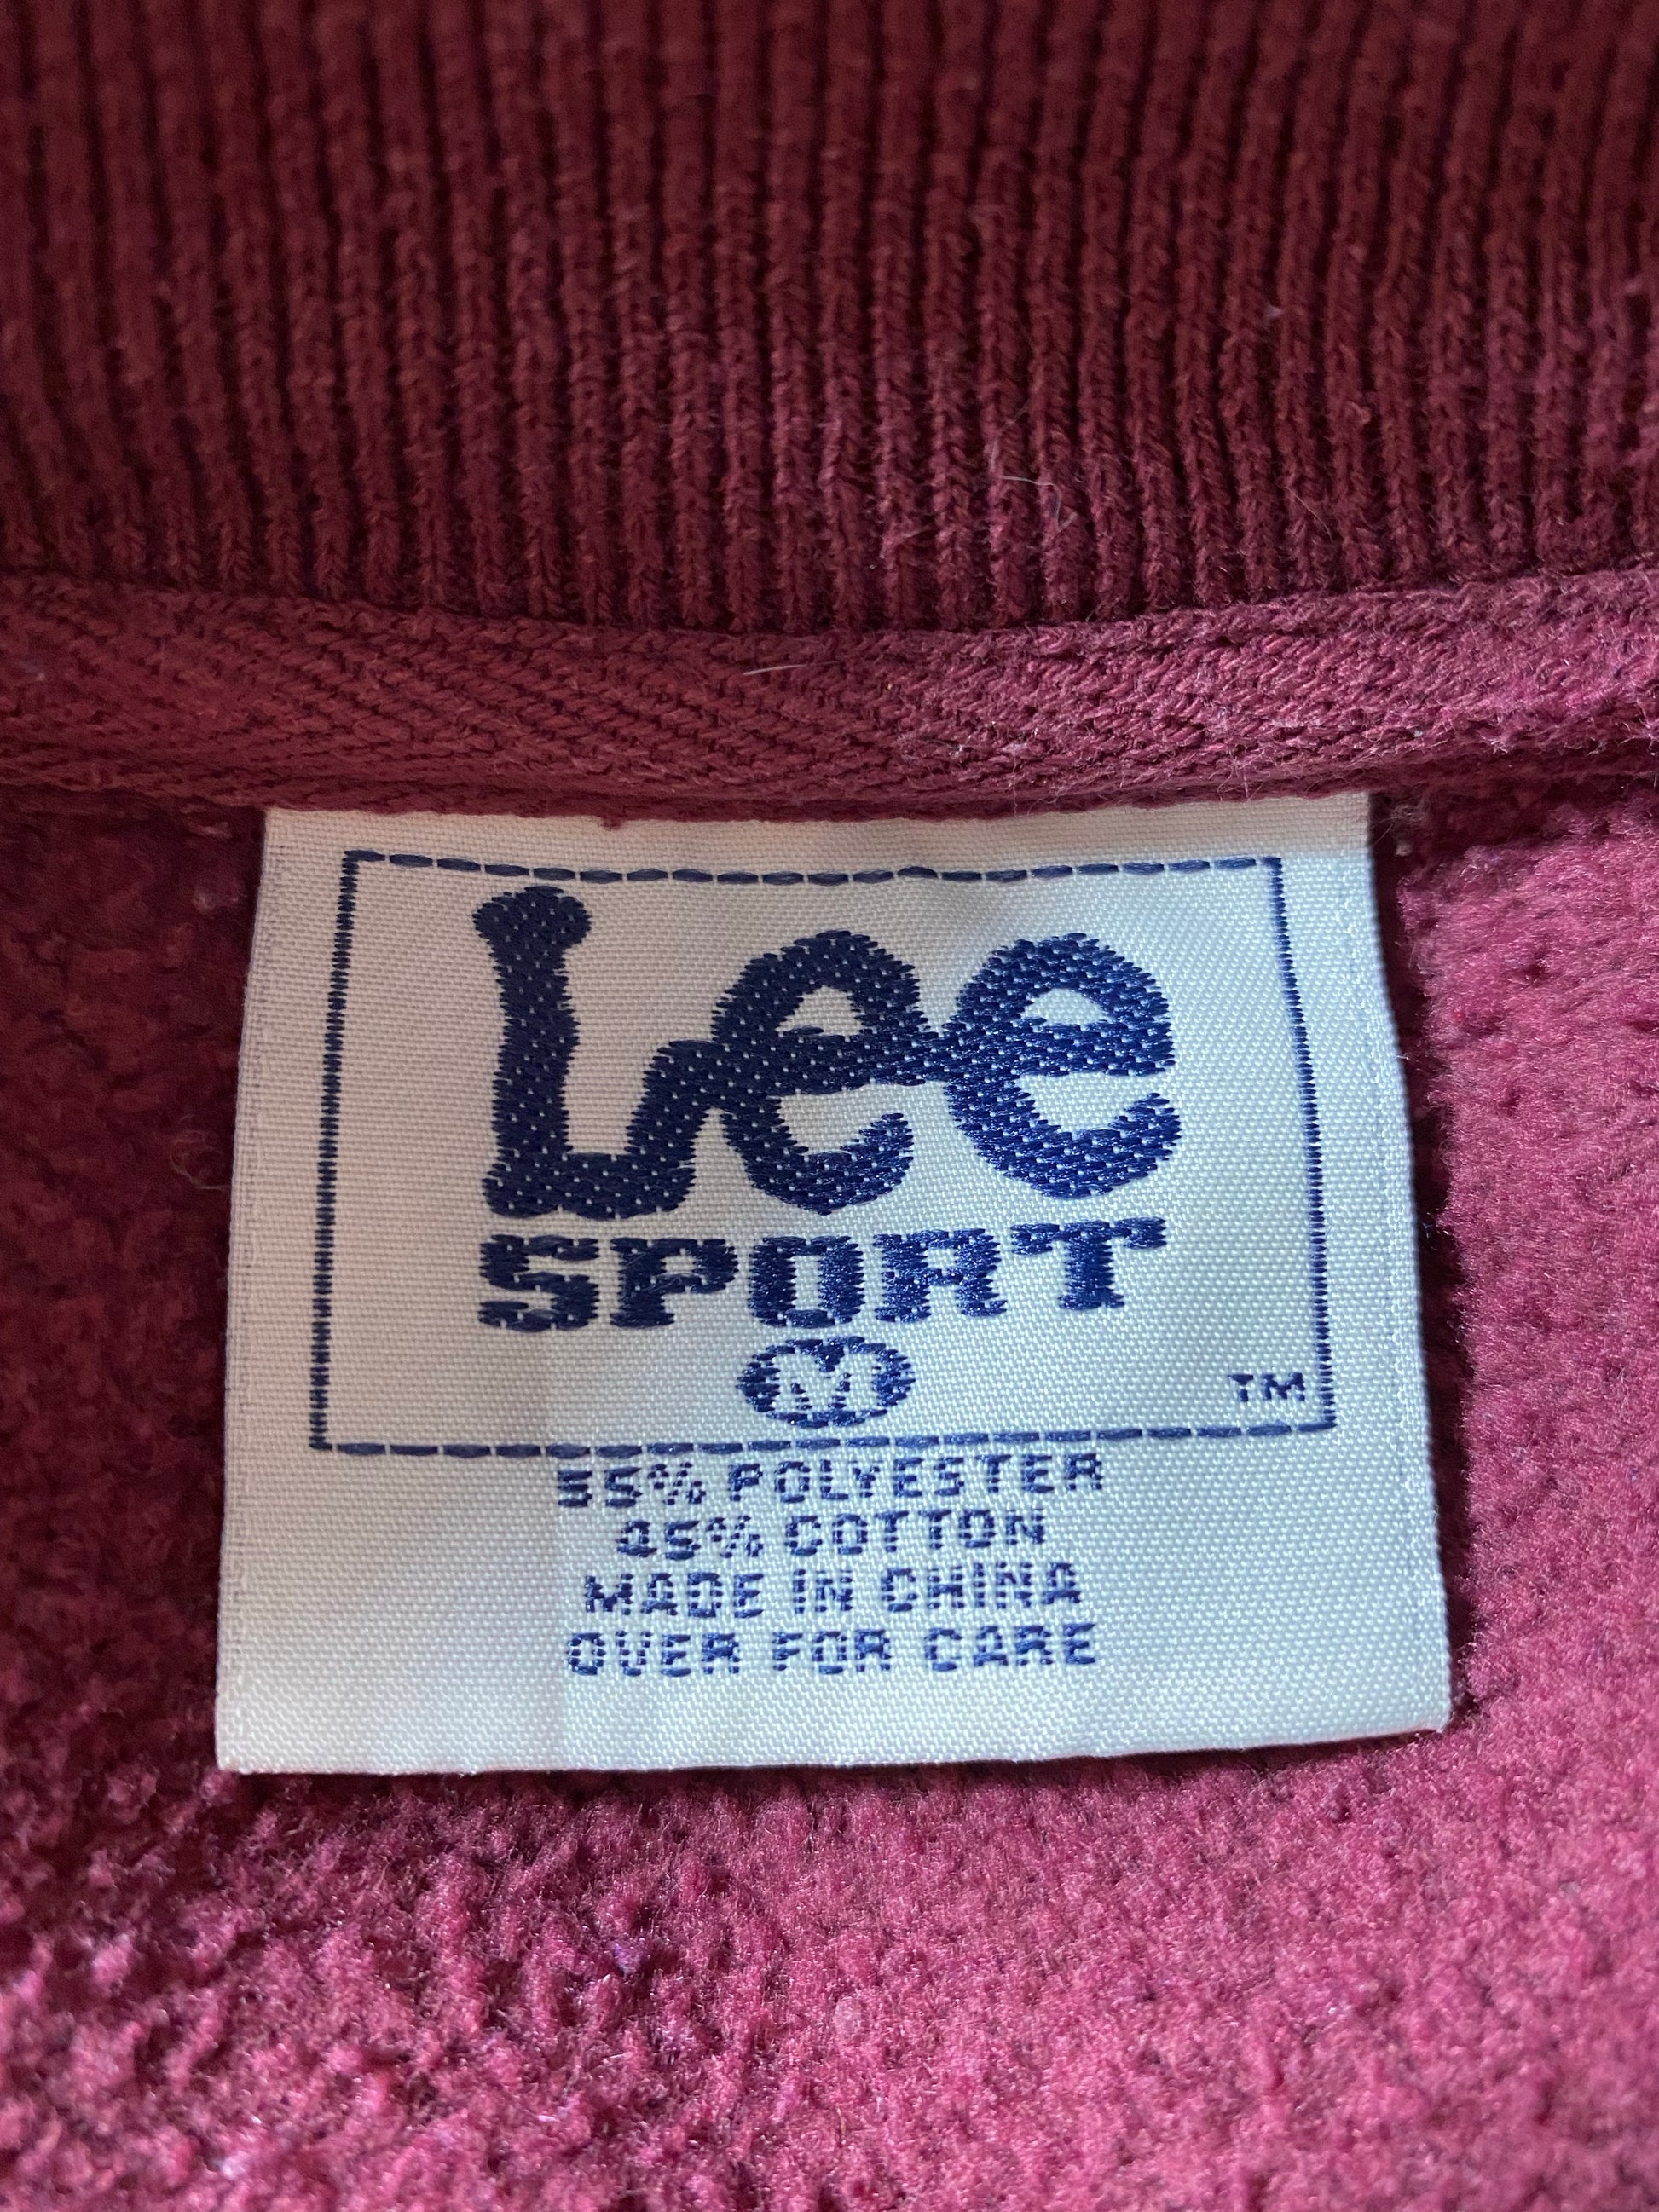 Lee
SPORT
M
TM
55% POLYESTER
45% COTTON
MADE IN CHINA
OVER FOR CARE